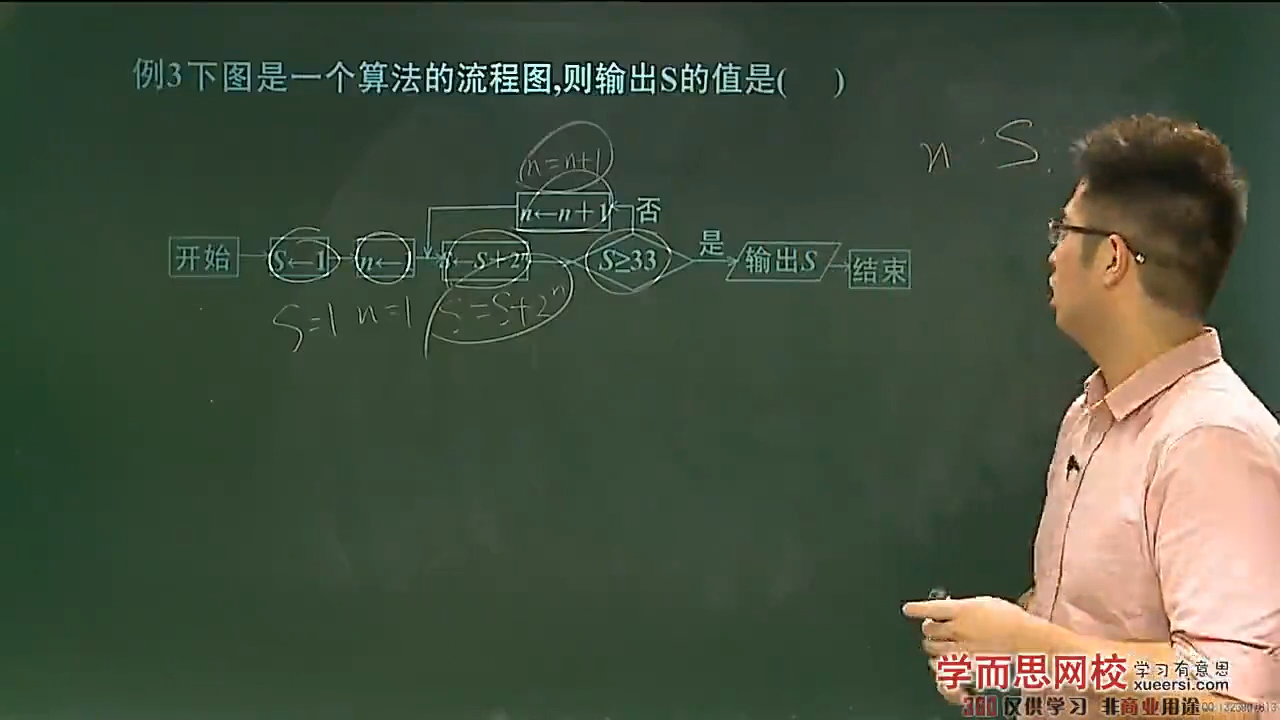 例3下图是一个算法的流程图,则输出S的值是( )
n S
n=n+1
n←n+1
否
开始
S←1
n←1
S←S+2ⁿ
S≥33
是
输出S
结束
S=1
n=1
S=S+2ⁿ
学而思网校
学习有意思
xueersi.com
360仅供学习 非商业用途